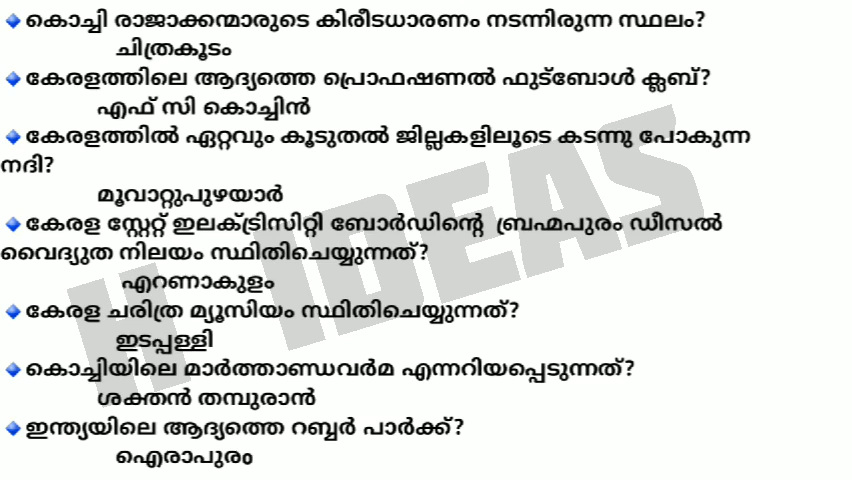 കൊച്ചി രാജാക്കന്മാരുടെ കിരീടധാരണം നടന്നിരുന്ന സ്ഥലം?
ചിത്രകൂടം
കേരളത്തിലെ ആദ്യത്തെ പ്രൊഫഷണൽ ഫുട്ബോൾ ക്ലബ്?
എഫ് സി കൊച്ചിൻ
കേരളത്തിൽ ഏറ്റവും കൂടുതൽ ജില്ലകളിലൂടെ കടന്നു പോകുന്ന
നദി?
മൂവാറ്റുപുഴയാർ
കേരള സ്റ്റേറ്റ് ഇലക്ട്രിസിറ്റി ബോർഡിന്റെ ബ്രഹ്മപുരം ഡീസൽ
വൈദ്യുത നിലയം സ്ഥിതിചെയ്യുന്നത്?
എറണാകുളം
കേരള ചരിത്ര മ്യൂസിയം സ്ഥിതിചെയ്യുന്നത്?
ഇടപ്പള്ളി
കൊച്ചിയിലെ മാർത്താണ്ഡവർമ എന്നറിയപ്പെടുന്നത്?
ശക്തൻ തമ്പുരാൻ
ഇന്ത്യയിലെ ആദ്യത്തെ റബ്ബർ പാർക്ക്?
ഐരാപുരം
H IDEAS